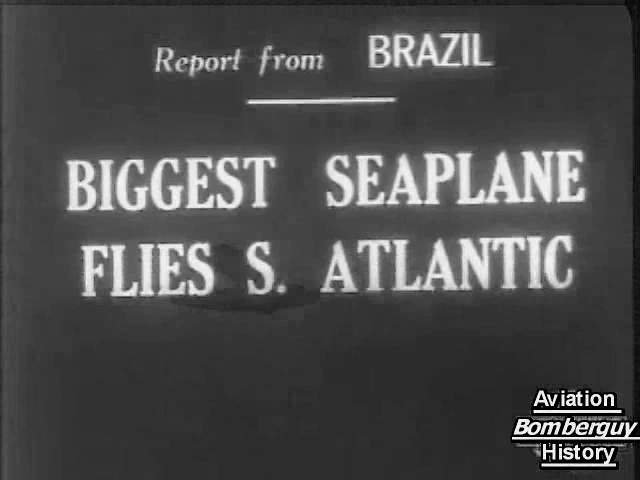 Report from BRAZIL
BIGGEST SEAPLANE
FLIES S. ATLANTIC
Aviation
Bomberguy
History